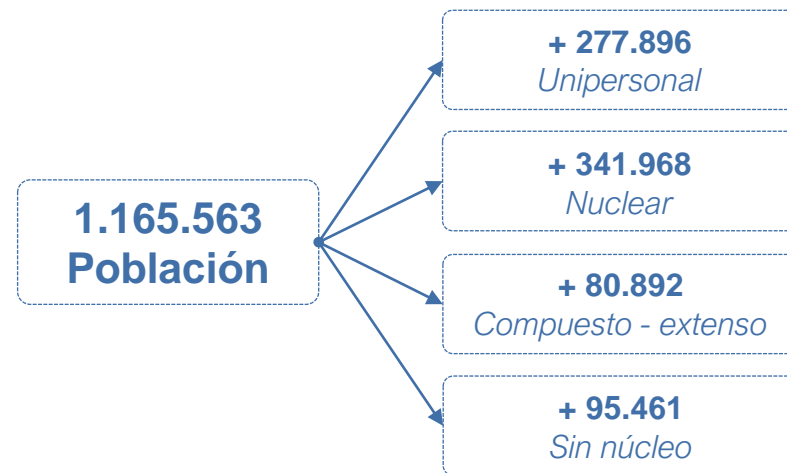 1.165.563
Población
+ 277.896
Unipersonal
+ 341.968
Nuclear
+ 80.892
Compuesto - extenso
+ 95.461
Sin núcleo